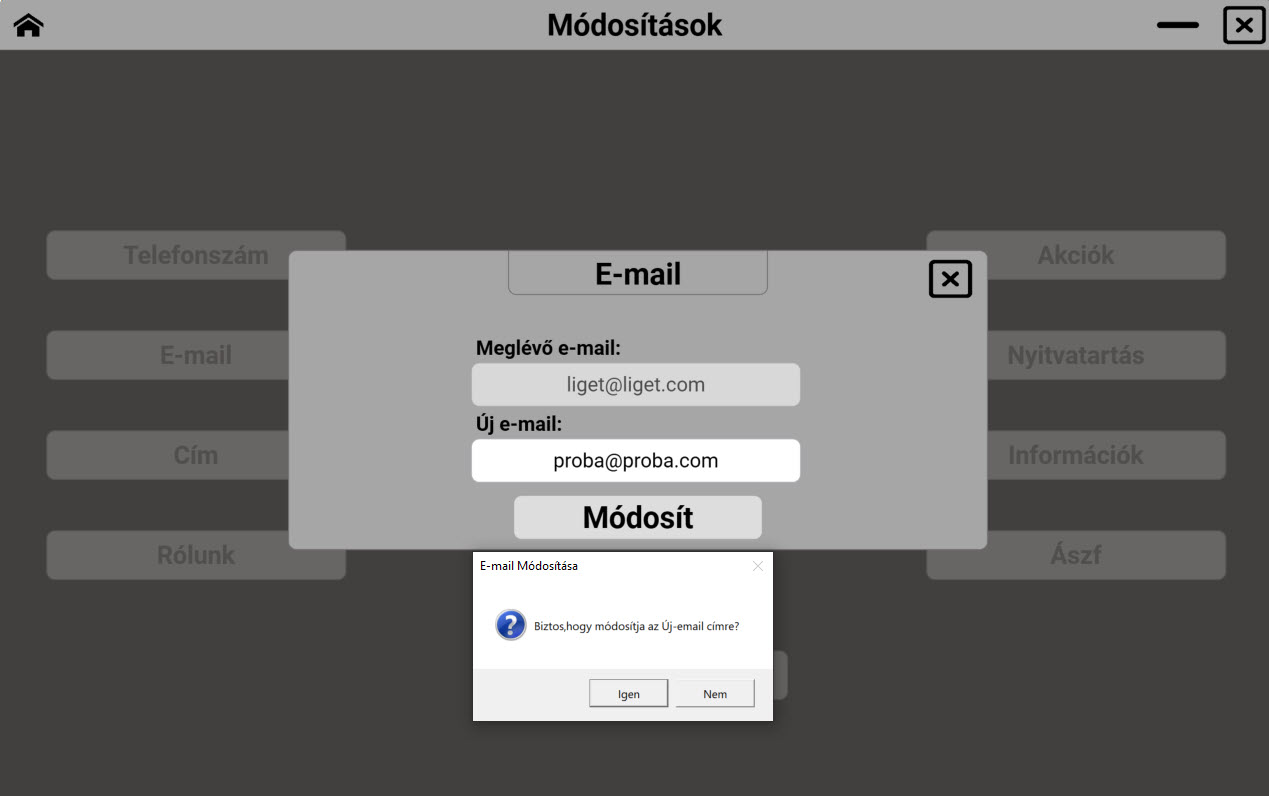 Módosítások
Telefonszám
Akciók
E-mail
E-mail
Nyitvatartás
Meglévő e-mail:
liget@liget.com
Új e-mail:
proba@proba.com
Cím
Információk
Módosít
Rólunk
Ászf
E-mail Módosítása
Biztos,hogy módosítja az Új-email címre?
Igen
Nem